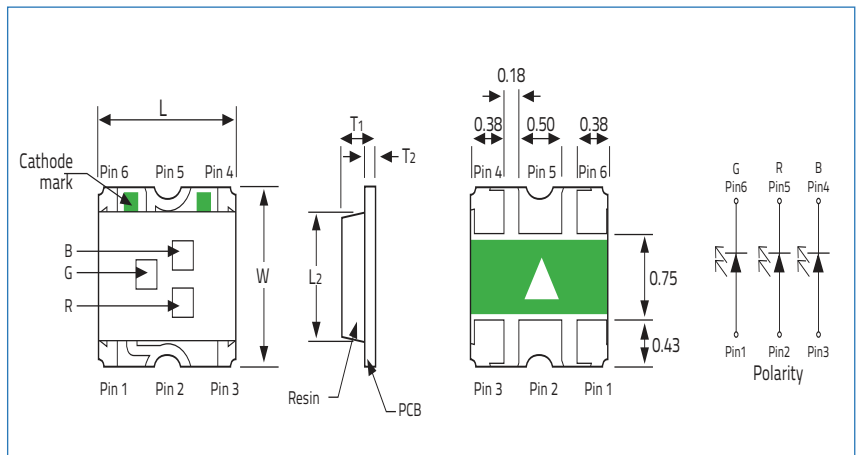 L
Cathode
mark
Pin 6 Pin 5 Pin 4
B
G
R
W
Pin 1 Pin 2 Pin 3
T1
T2
L2
Resin
PCB
0.18
0.38 0.50 0.38
Pin 4 Pin 5 Pin 6
0.75
0.43
Pin 3 Pin 2 Pin 1
G R B
Pin6 Pin5 Pin4
Pin1 Pin2 Pin3
Polarity